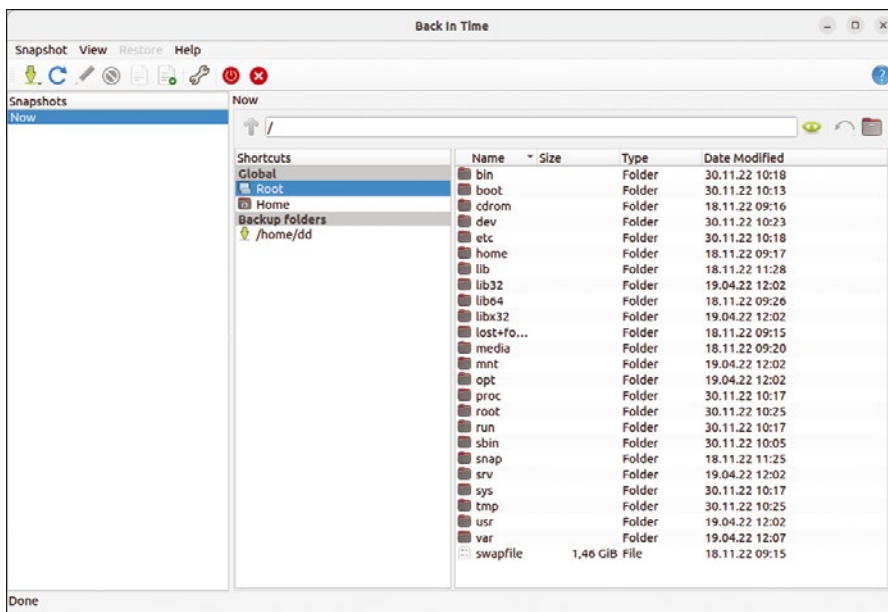 Back In Time
Snapshot View Restore Help
Snapshots
Now
Now
/
Shortcuts
Global
Root
Home
Backup folders
/home/dd
Name Size Type Date Modified
bin Folder 30.11.22 10:18
boot Folder 30.11.22 10:13
cdrom Folder 18.11.22 09:16
dev Folder 30.11.22 10:23
etc Folder 30.11.22 10:18
home Folder 18.11.22 09:17
lib Folder 18.11.22 11:28
lib32 Folder 19.04.22 12:02
lib64 Folder 18.11.22 09:26
libx32 Folder 19.04.22 12:02
lost+fo... Folder 18.11.22 09:15
media Folder 18.11.22 09:20
mnt Folder 19.04.22 12:02
opt Folder 19.04.22 12:02
proc Folder 30.11.22 10:17
root Folder 30.11.22 10:25
run Folder 30.11.22 10:17
sbin Folder 30.11.22 10:05
snap Folder 18.11.22 11:25
srv Folder 19.04.22 12:02
sys Folder 30.11.22 10:17
tmp Folder 30.11.22 10:25
usr Folder 19.04.22 12:02
var Folder 19.04.22 12:07
swapfile 1,46 GiB File 18.11.22 09:15
Done